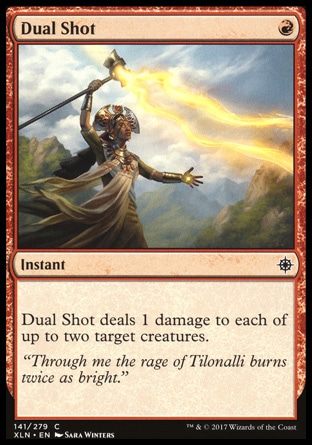 Dual Shot
Instant
Dual Shot deals 1 damage to each of
up to two target creatures.
“Through me the rage of Tilonalli burns
twice as bright.”
141/279 C
XLN • EN SARA WINTERS
™ & © 2017 Wizards of the Coast